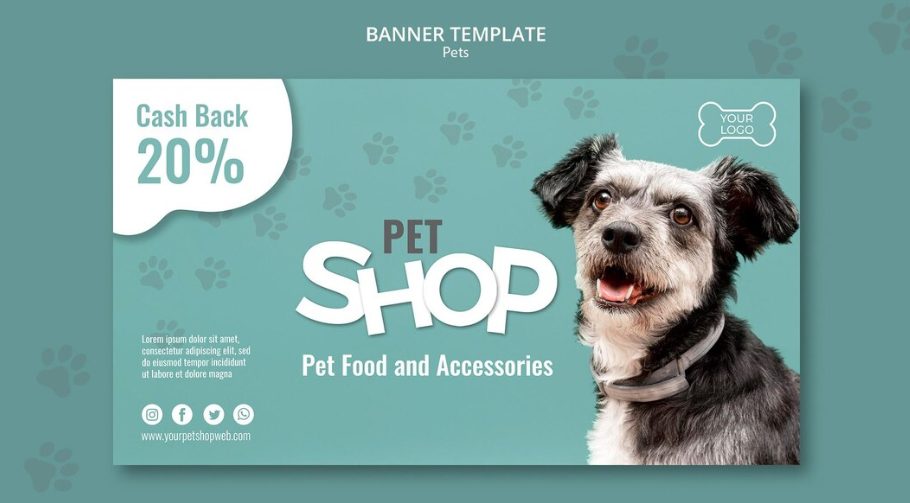 BANNER TEMPLATE
Pets
Cash Back
20%
YOUR
LOGO
PET
SHOP
Pet Food and Accessories
Lorem ipsum dolor sit amet,
consectetur adipiscing elit, sed
do eiusmod tempor incididunt
ut labore et dolore magna
www.yourpetshopweb.com